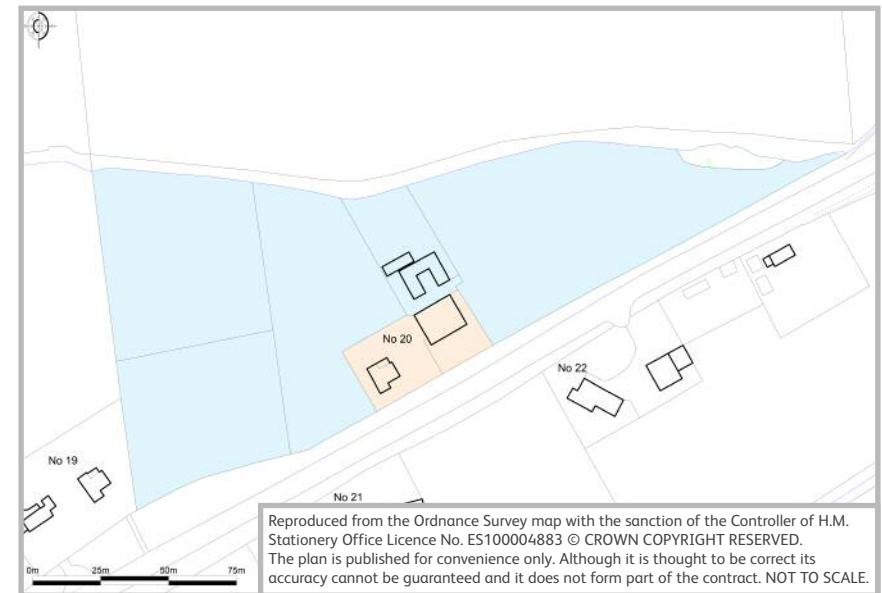 No 20
No 22
No 19
No 21
Reproduced from the Ordnance Survey map with the sanction of the Controller of H.M.
Stationery Office Licence No. ES100004883 © CROWN COPYRIGHT RESERVED.
The plan is published for convenience only. Although it is thought to be correct its
accuracy cannot be guaranteed and it does not form part of the contract. NOT TO SCALE.
0m 25m 50m 75m